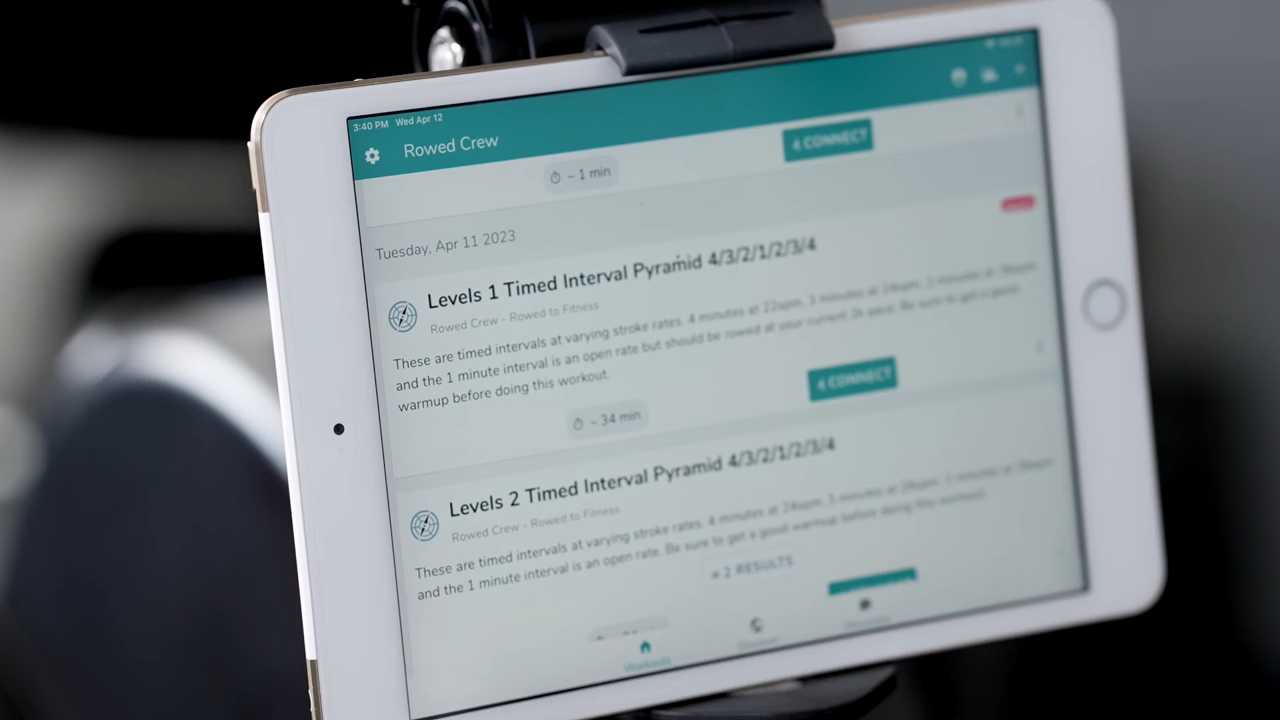 3:40 PM Wed Apr 12
Rowed Crew
~ 1 min
CONNECT
Tuesday, Apr 11 2023
Levels 1 Timed Interval Pyramid 4/3/2/1/2/3/4
Rowed Crew - Rowed to Fitness
These are timed intervals at varying stroke rates. 4 minutes at 22spm, 3 minutes at 24spm, 2 minutes at
and the 1 minute interval is an open rate but should be rowed at your current 2k pace. Be sure to get a good
warmup before doing this workout.
CONNECT
~ 34 min
Levels 2 Timed Interval Pyramid 4/3/2/1/2/3/4
Rowed Crew - Rowed to Fitness
These are timed intervals at varying stroke rates. 4 minutes at 24spm, 3 minutes at 26spm, 2 minutes at
and the 1 minute interval is an open rate. Be sure to get a good warmup before doing this workout.
2 RESULTS
Workouts